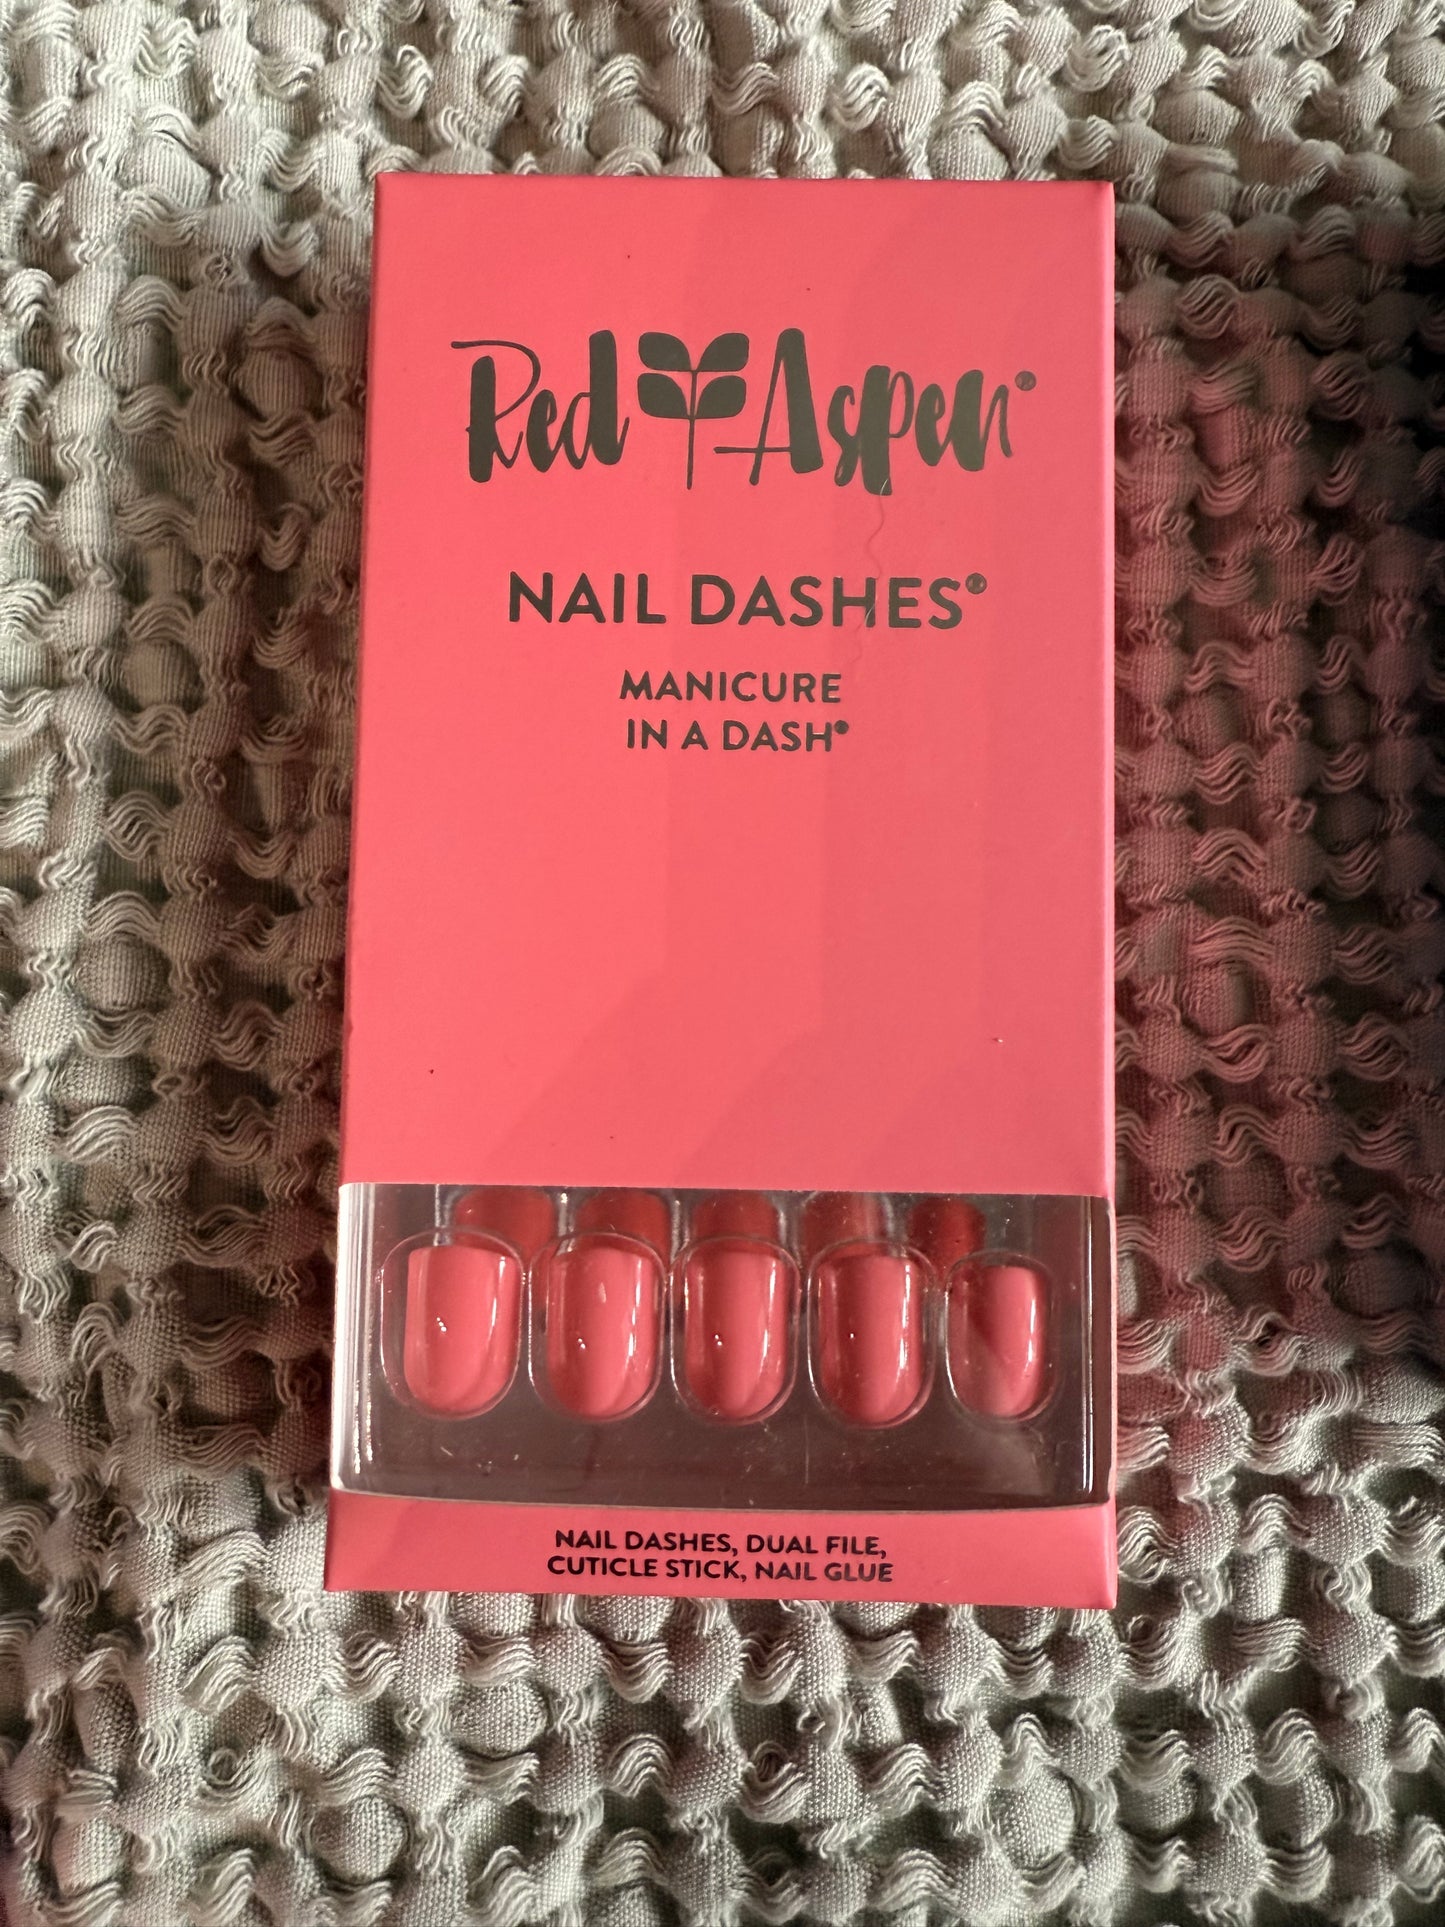 Red Aspen®
NAIL DASHES®
MANICURE
IN A DASH®
NAIL DASHES, DUAL FILE,
CUTICLE STICK, NAIL GLUE